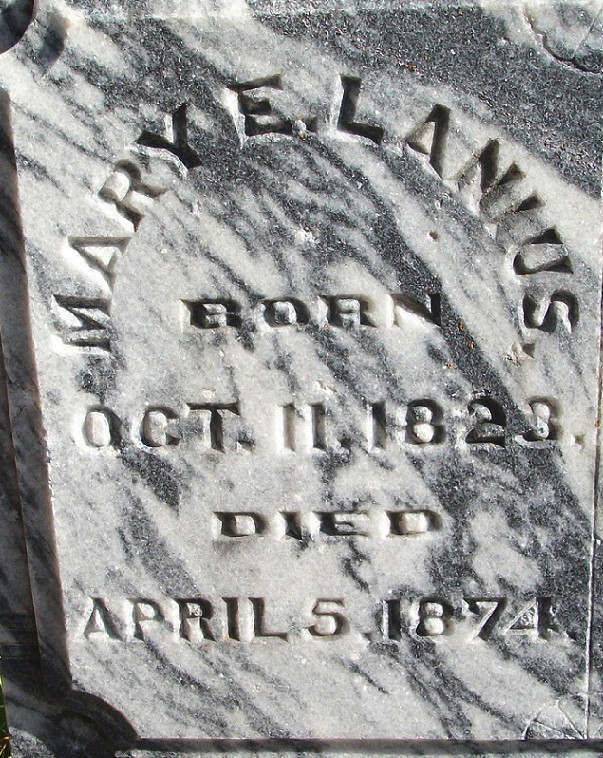 MARY E. LANIUS,
BORN
OCT. 11, 1823.
DIED
APRIL 5, 1874.